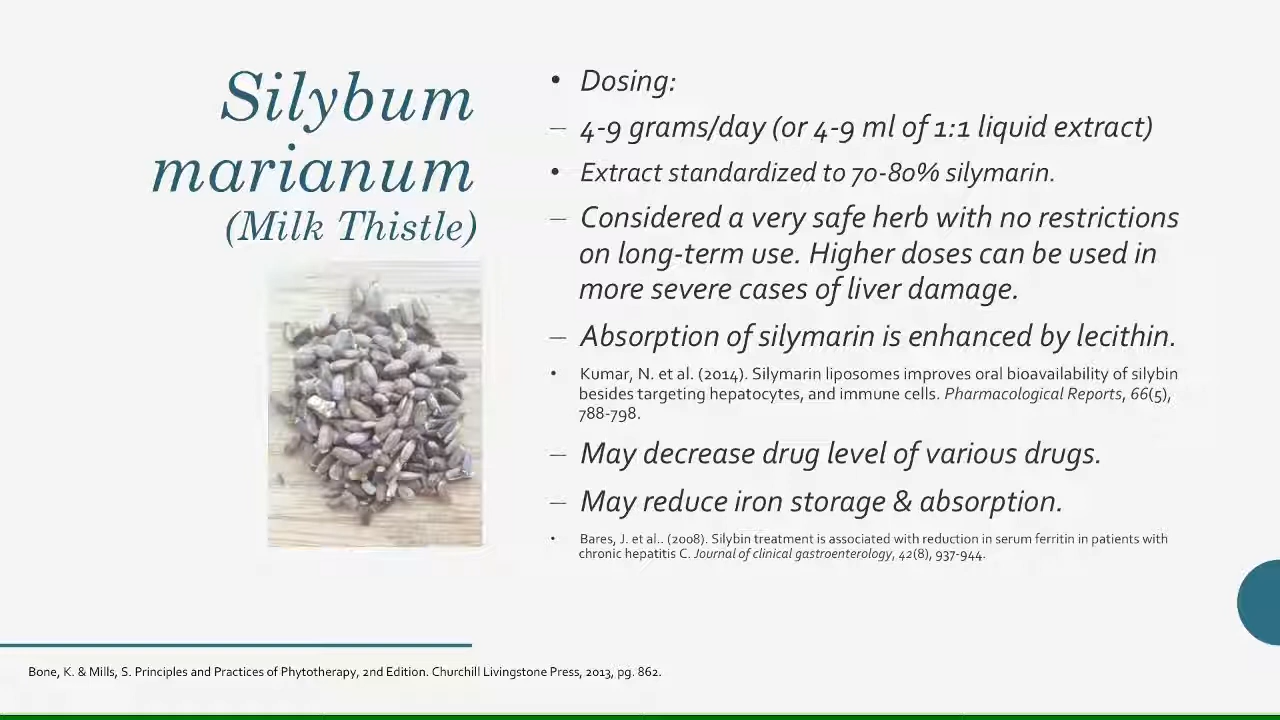 Silybum
marianum
(Milk Thistle)
• Dosing:
– 4-9 grams/day (or 4-9 ml of 1:1 liquid extract)
• Extract standardized to 70-80% silymarin.
– Considered a very safe herb with no restrictions
on long-term use. Higher doses can be used in
more severe cases of liver damage.
– Absorption of silymarin is enhanced by lecithin.
• Kumar, N. et al. (2014). Silymarin liposomes improves oral bioavailability of silybin
besides targeting hepatocytes, and immune cells. Pharmacological Reports, 66(5),
788-798.
– May decrease drug level of various drugs.
– May reduce iron storage & absorption.
• Bares, J. et al.. (2008). Silybin treatment is associated with reduction in serum ferritin in patients with
chronic hepatitis C. Journal of clinical gastroenterology, 42(8), 937-944.
Bone, K. & Mills, S. Principles and Practices of Phytotherapy, 2nd Edition. Churchill Livingstone Press, 2013, pg. 862.